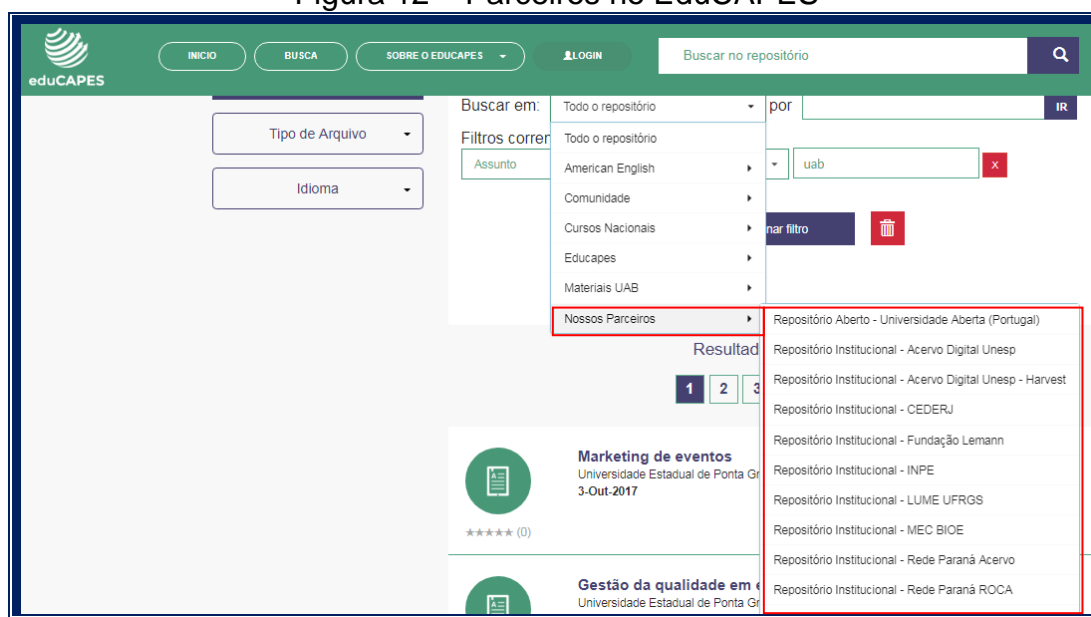 Figura 12 – Parceiros no EduCAPES
eduCAPES
INICIO
BUSCA
SOBRE O EDUCAPES
LOGIN
Buscar no repositório
Tipo de Arquivo
Idioma
Buscar em:
Todo o repositório
por
IR
Filtros
Assunto
uab
X
Todo o repositório
American English
Comunidade
Cursos Nacionais
Educapes
Materiais UAB
Nossos Parceiros
filtro
Repositório Aberto - Universidade Aberta (Portugal)
Repositório Institucional - Acervo Digital Unesp
Repositório Institucional - Acervo Digital Unesp - Harvest
Repositório Institucional - CEDERJ
Repositório Institucional - Fundação Lemann
Repositório Institucional - INPE
Repositório Institucional - LUME UFRGS
Repositório Institucional - MEC BIOE
Repositório Institucional - Rede Paraná Acervo
Repositório Institucional - Rede Paraná ROCA
1 2 3
Marketing de eventos
Universidade Estadual de Ponta
3-Out-2017
★★★★★ (0)
Gestão da qualidade em
Universidade Estadual de Ponta